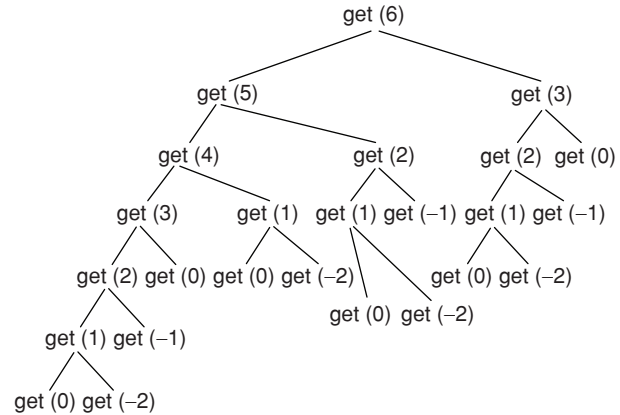 get (6)
get (5) get (3)
get (4) get (2) get (2) get (0)
get (3) get (1) get (1) get (−1) get (1) get (−1)
get (2) get (0) get (0) get (−2) get (0) get (−2)
get (0) get (−2)
get (1) get (−1)
get (0) get (−2)